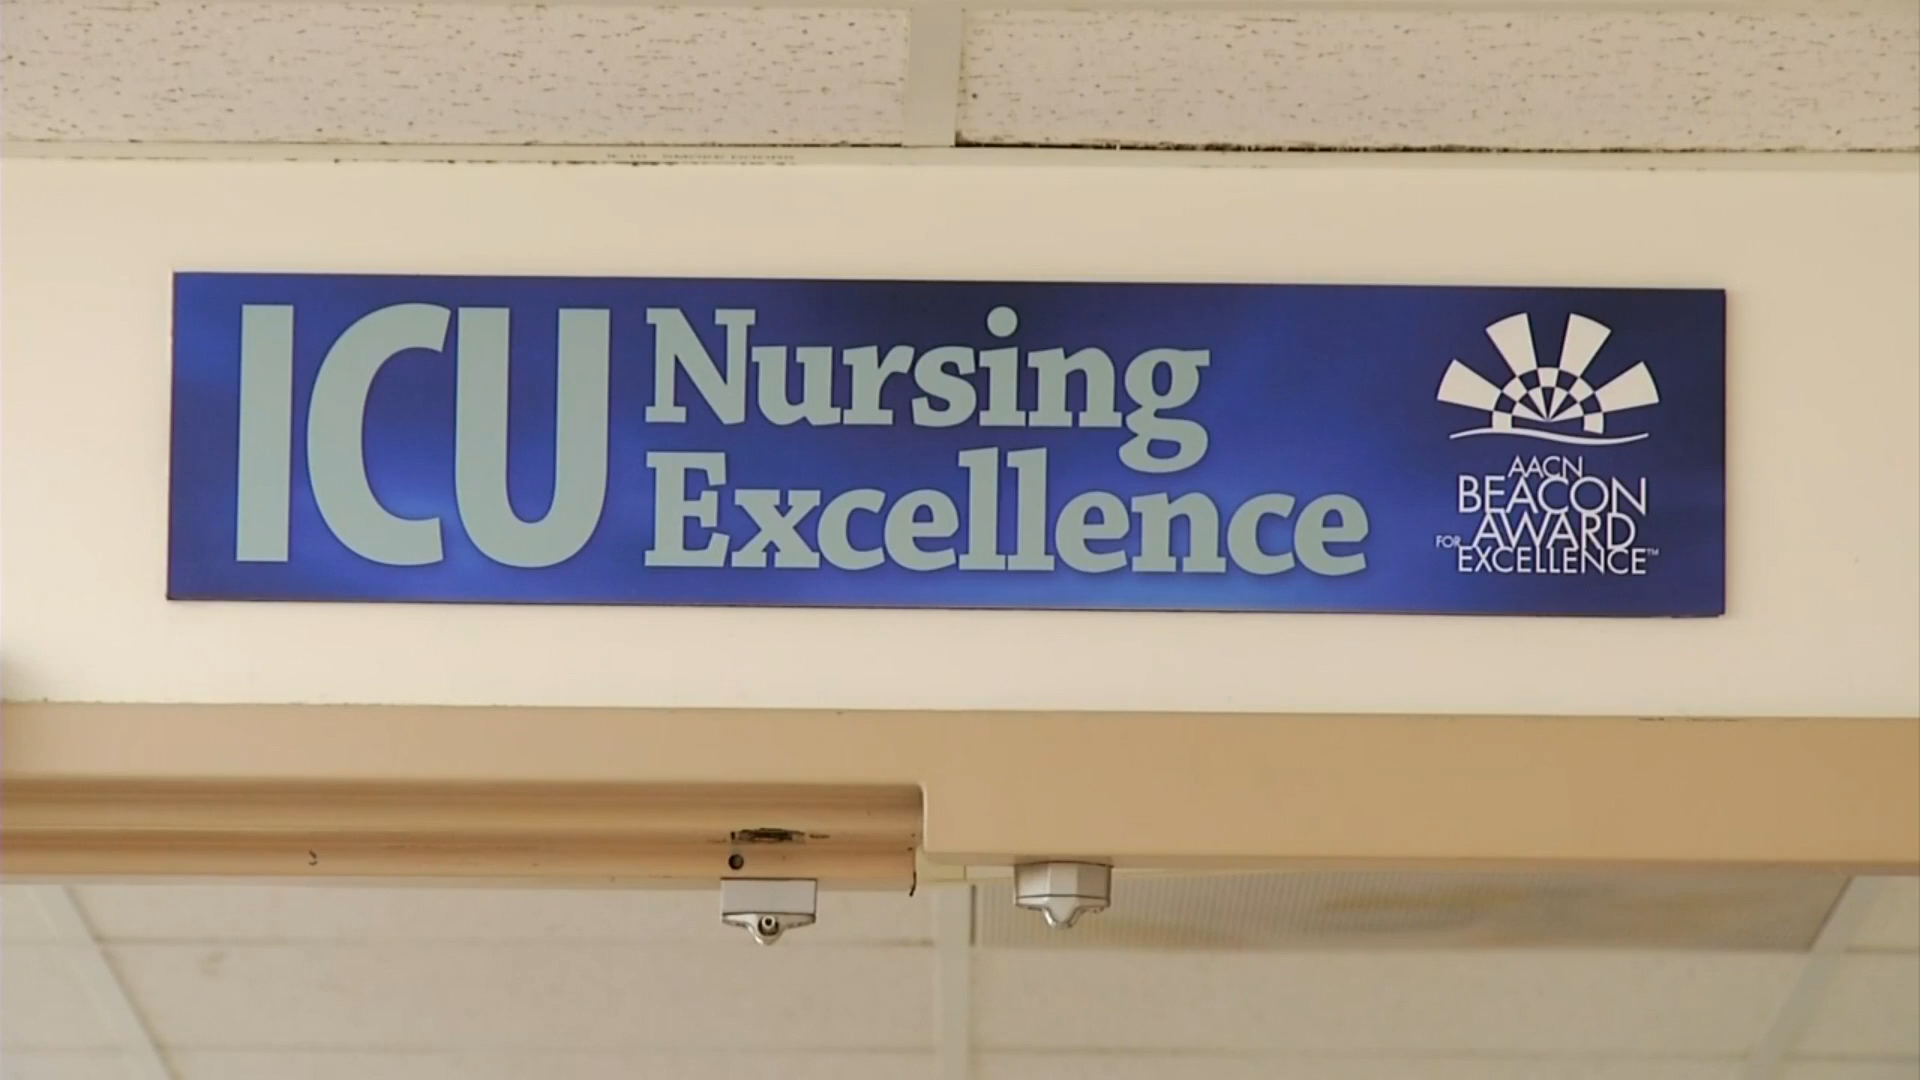 ICU Nursing
Excellence
AACN
BEACON
AWARD
FOR EXCELLENCE™